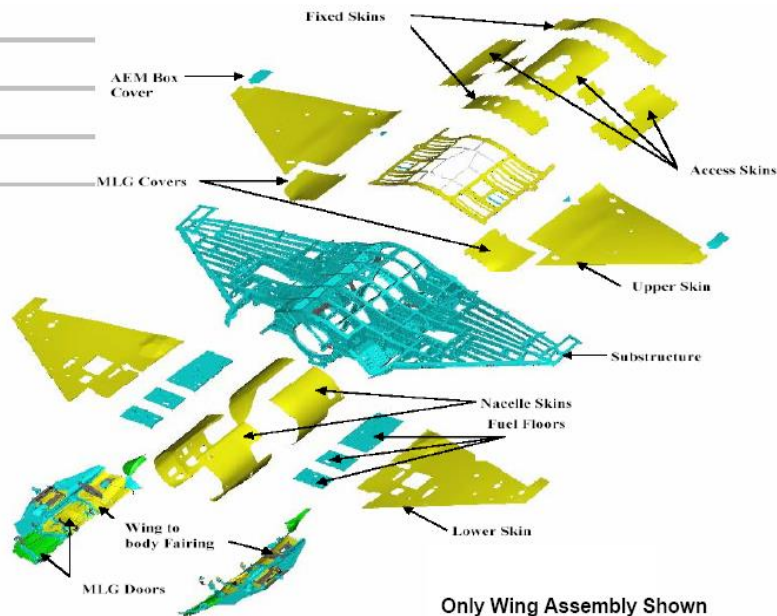 Fixed Skins
AEM Box
Cover
Access Skins
MLG Covers
Upper Skin
Substructure
Nacelle Skins
Fuel Floors
Wing to
body Fairing
Lower Skin
MLG Doors
Only Wing Assembly Shown